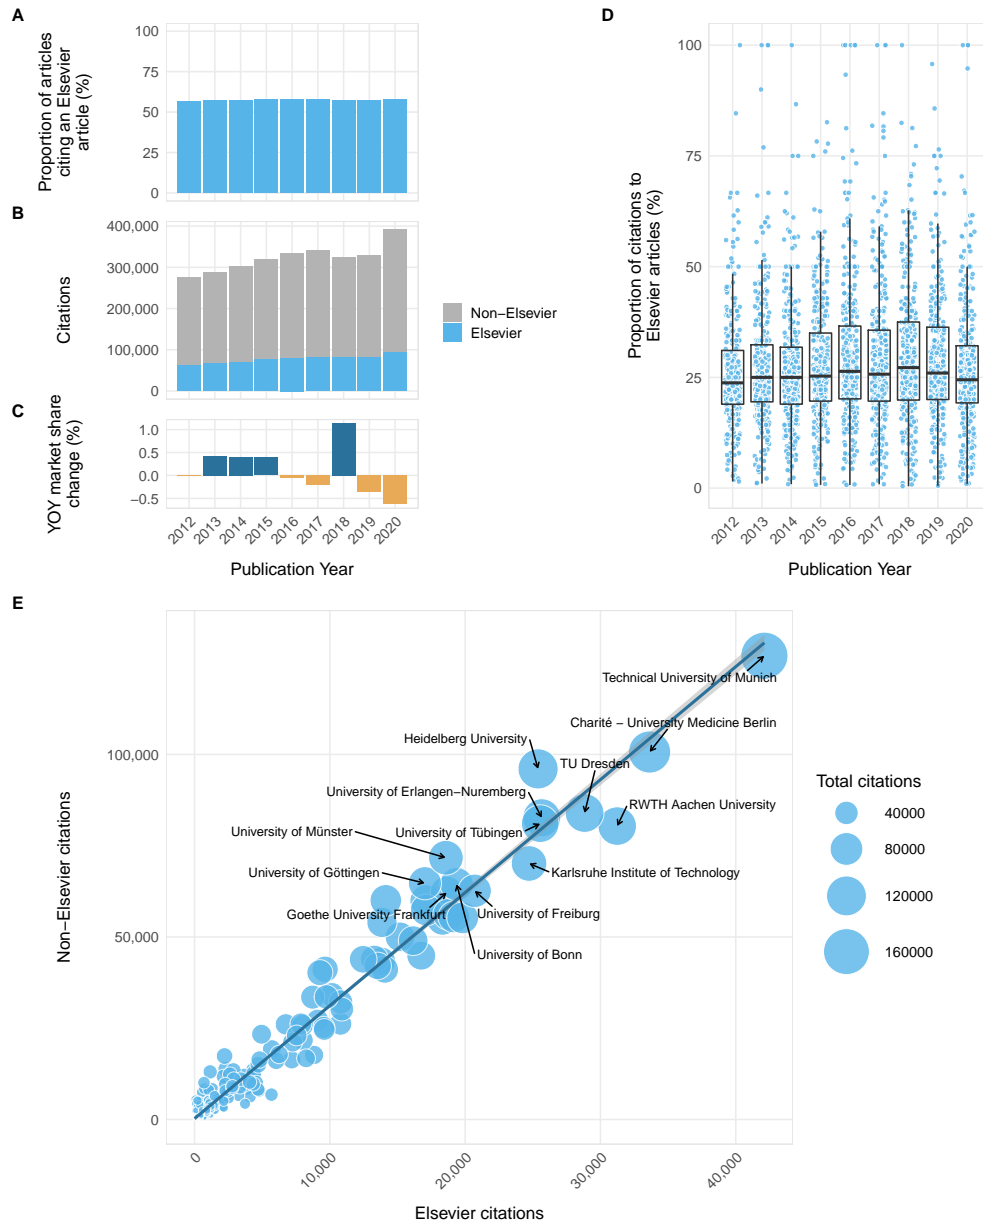 A
Proportion of articles
citing an Elsevier
article (%)
100
75
50
25
0
B
Citations
400,000
300,000
200,000
100,000
0
Non−Elsevier
Elsevier
C
YOY market share
change (%)
1.0
0.5
0.0
−0.5
2012
2013
2014
2015
2016
2017
2018
2019
2020
Publication Year
D
Proportion of citations to
Elsevier articles (%)
100
75
50
25
0
2012
2013
2014
2015
2016
2017
2018
2019
2020
Publication Year
E
Non−Elsevier citations
100,000
50,000
0
Technical University of Munich
Charité − University Medicine Berlin
Heidelberg University
TU Dresden
University of Erlangen−Nuremberg
RWTH Aachen University
University of Münster
University of Tübingen
University of Göttingen
Karlsruhe Institute of Technology
Goethe University Frankfurt
University of Freiburg
University of Bonn
0
10,000
20,000
30,000
40,000
Elsevier citations
Total citations
40000
80000
120000
160000